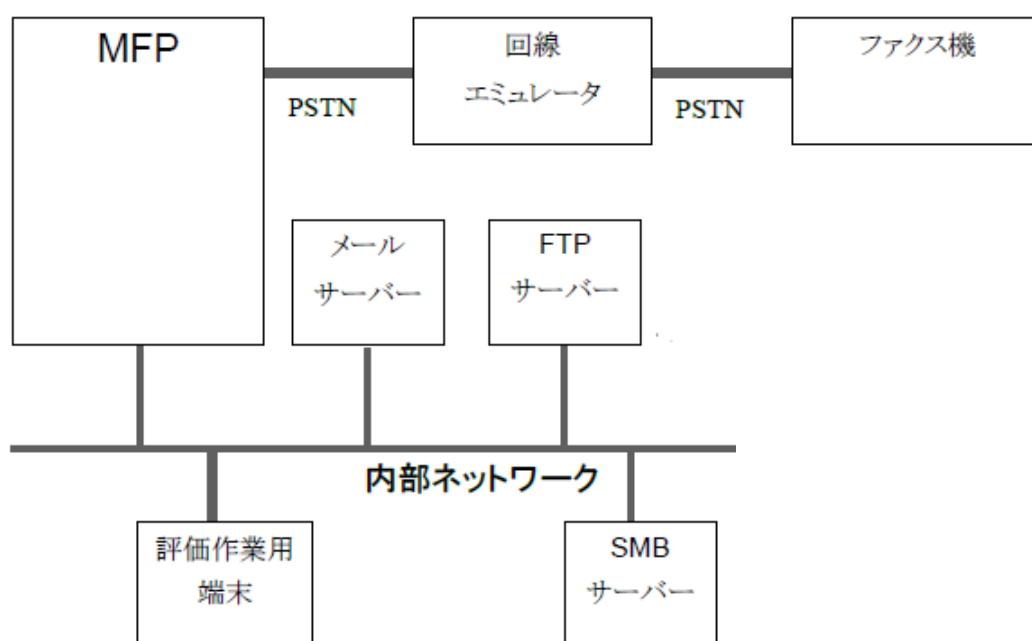 MFP
回線
エミュレータ
ファクス機
PSTN
PSTN
メール
サーバー
FTP
サーバー
内部ネットワーク
評価作業用
端末
SMB
サーバー